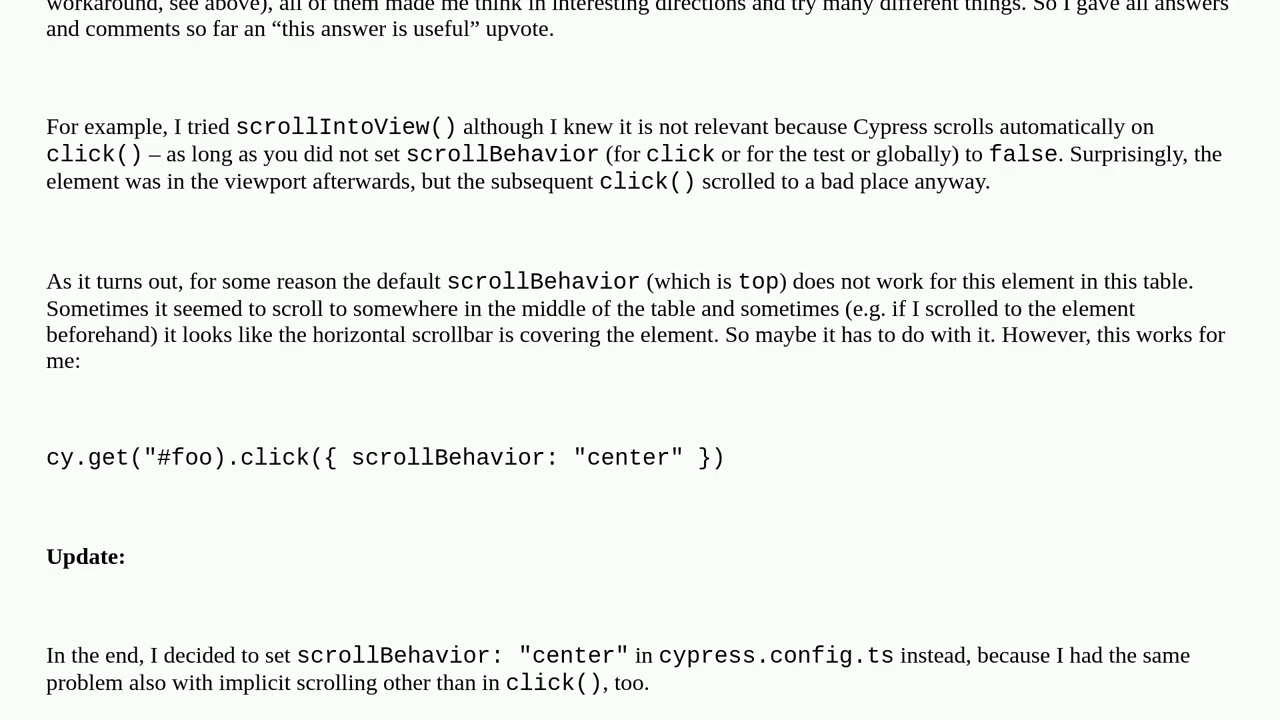 workaround, see above), all of them made me think in interesting directions and try many different things. So I gave all answers
and comments so far an “this answer is useful” upvote.
For example, I tried scrollIntoView() although I knew it is not relevant because Cypress scrolls automatically on
click() – as long as you did not set scrollBehavior (for click or for the test or globally) to false. Surprisingly, the
element was in the viewport afterwards, but the subsequent click() scrolled to a bad place anyway.
As it turns out, for some reason the default scrollBehavior (which is top) does not work for this element in this table.
Sometimes it seemed to scroll to somewhere in the middle of the table and sometimes (e.g. if I scrolled to the element
beforehand) it looks like the horizontal scrollbar is covering the element. So maybe it has to do with it. However, this works for
me:
cy.get("#foo).click({ scrollBehavior: "center" })
Update:
In the end, I decided to set scrollBehavior: "center" in cypress.config.ts instead, because I had the same
problem also with implicit scrolling other than in click(), too.